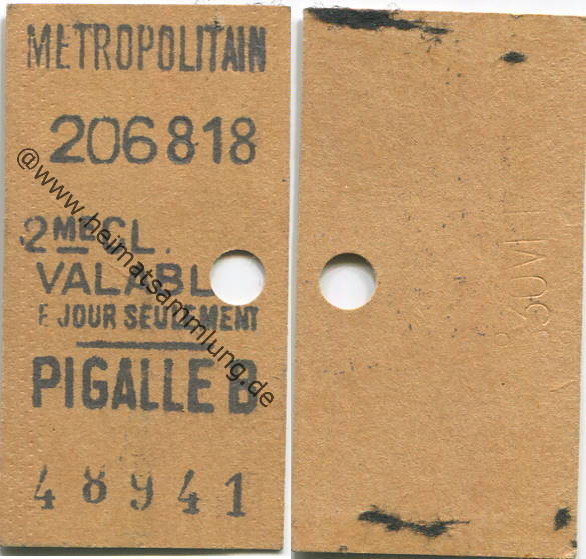 METROPOLITAIN
206818
2ME CL.
VALABL
E JOUR SEULEMENT
PIGALLE B
48941
@www.heimatsammlung.de